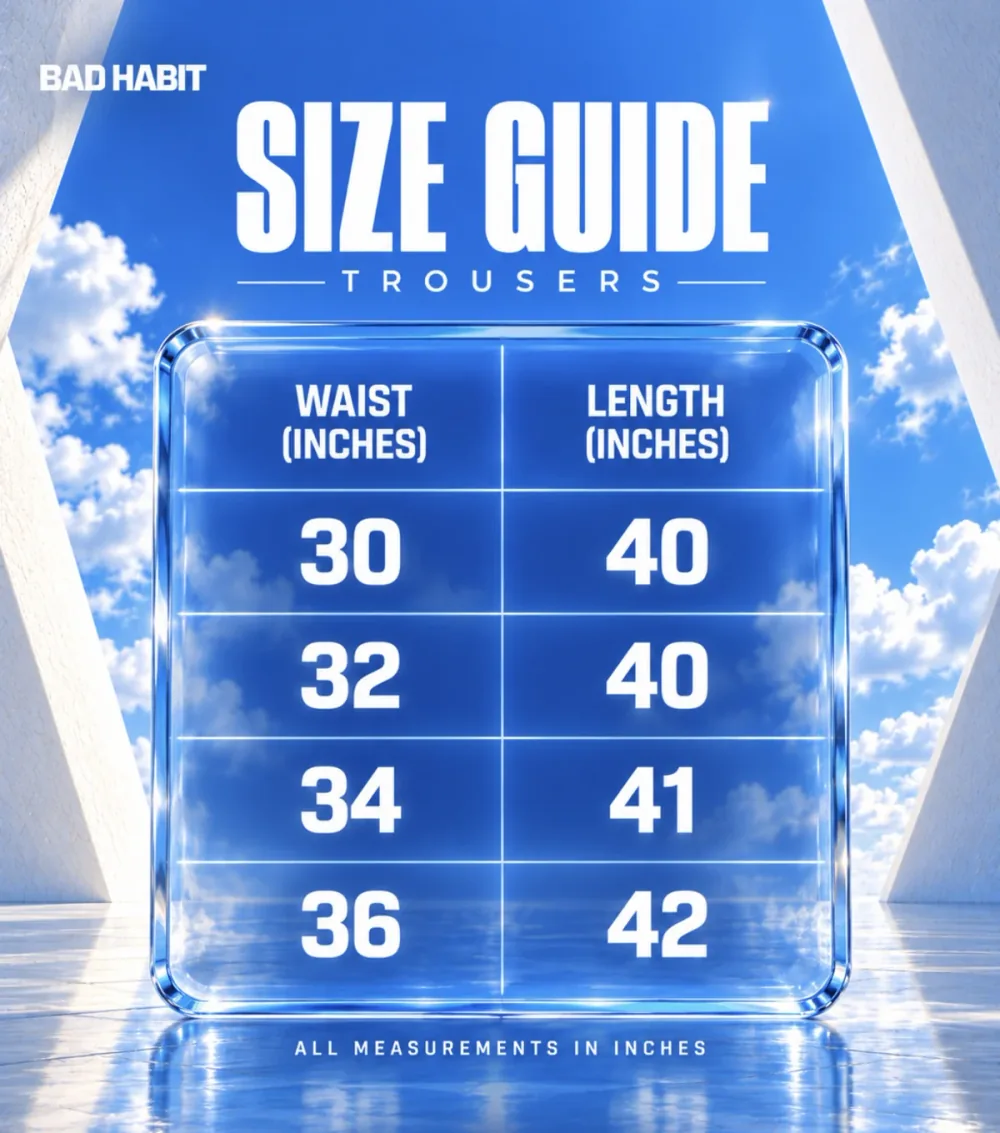 BAD HABIT
SIZE GUIDE
TROUSERS
WAIST (INCHES) LENGTH (INCHES)
30 40
32 40
34 41
36 42
ALL MEASUREMENTS IN INCHES